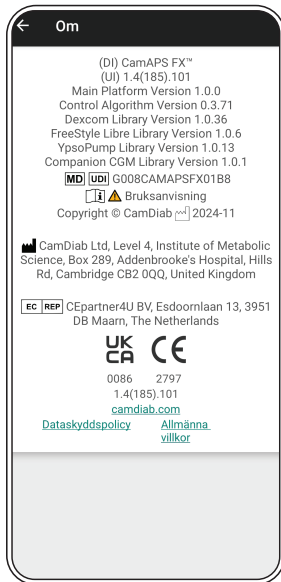 Om
(DI) CamAPS FX™
(UI) 1.4(185).101
Main Platform Version 1.0.0
Control Algorithm Version 0.3.71
Dexcom Library Version 1.0.36
FreeStyle Libre Library Version 1.0.6
YpsoPump Library Version 1.0.13
Companion CGM Library Version 1.0.1
MD UDI G008CAMAPSFX01B8
Bruksanvisning
Copyright © CamDiab 2024-11
CamDiab Ltd, Level 4, Institute of Metabolic
Science, Box 289, Addenbrooke's Hospital, Hills
Rd, Cambridge CB2 0QQ, United Kingdom
EC REP CEpartner4U BV, Esdoornlaan 13, 3951
DB Maarn, The Netherlands
UK CA CE
0086 2797
1.4(185).101
camdiab.com
Dataskyddspolicy Allmänna
villkor